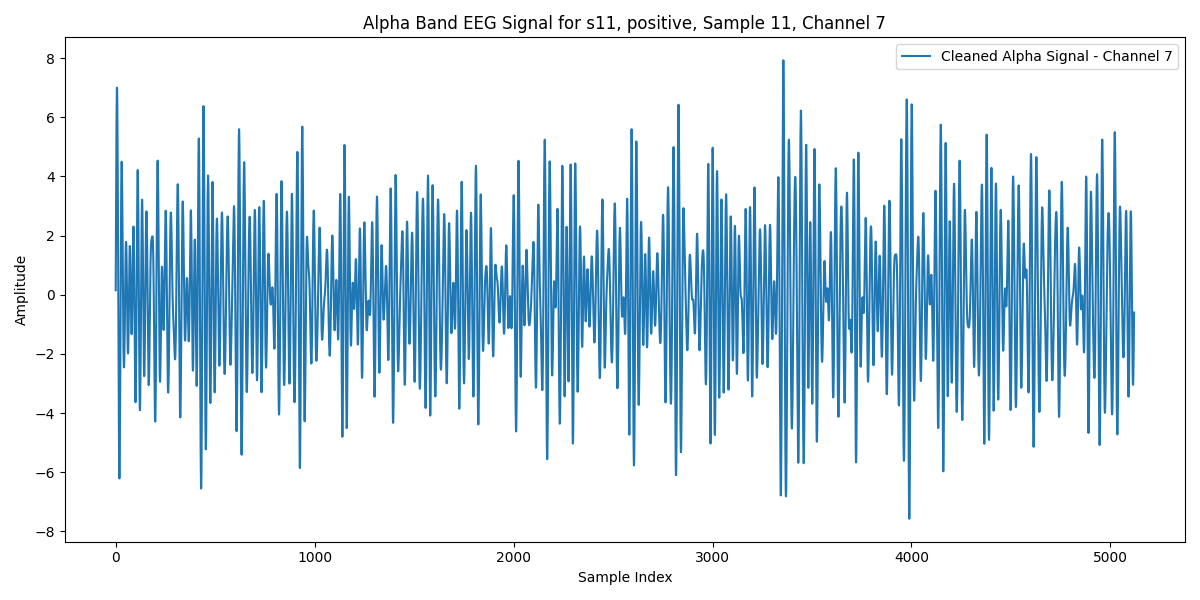 Alpha Band EEG Signal for s11, positive, Sample 11, Channel 7
Cleaned Alpha Signal - Channel 7
8
6
4
2
0
−2
−4
−6
−8
Amplitude
0 1000 2000 3000 4000 5000
Sample Index